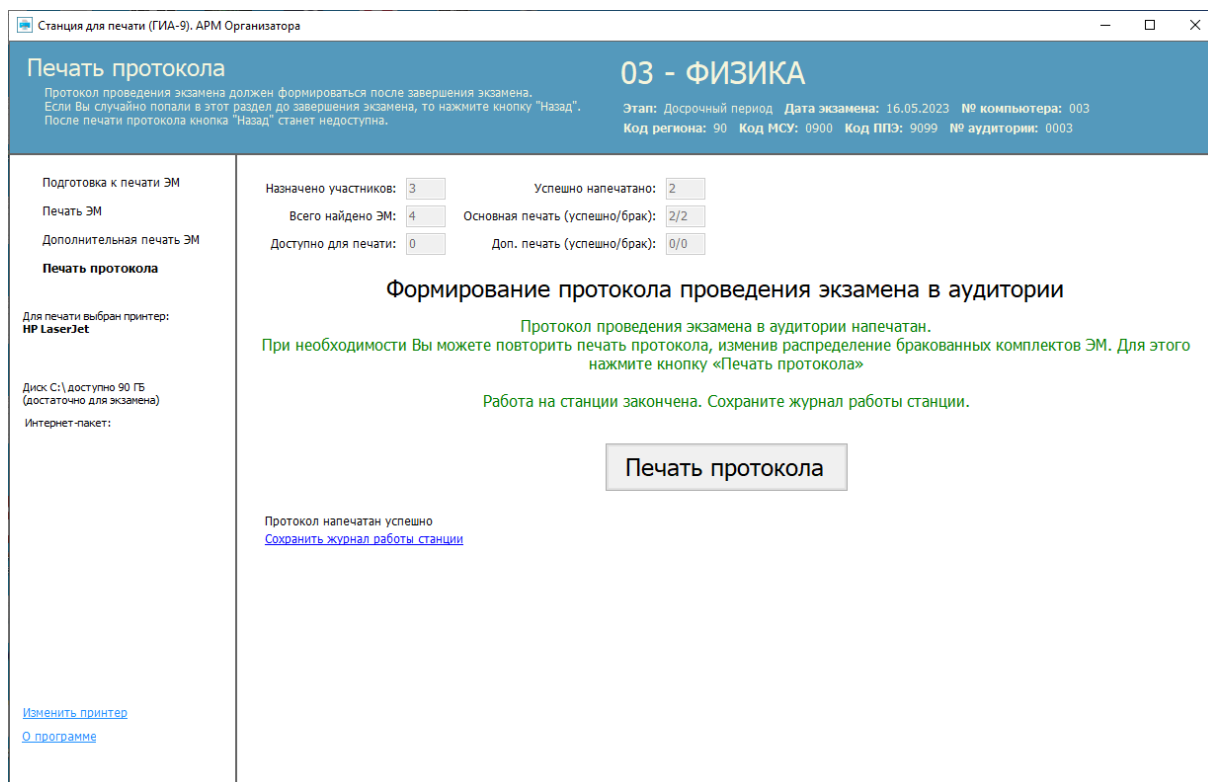 Станция для печати (ГИА-9). АРМ Организатора
Печать протокола
Протокол проведения экзамена должен формироваться после завершения экзамена.
Если Вы случайно попали в этот раздел до завершения экзамена, то нажмите кнопку "Назад".
После печати протокола кнопка "Назад" станет недоступна.
03 - ФИЗИКА
Этап: Досрочный период Дата экзамена: 16.05.2023 № компьютера: 003
Код региона: 90 Код МСУ: 0900 Код ППЭ: 9099 № аудитории: 0003
Подготовка к печати ЭМ
Печать ЭМ
Дополнительная печать ЭМ
Печать протокола
Для печати выбран принтер:
HP LaserJet
Диск C:\ доступно 90 ГБ
(достаточно для экзамена)
Интернет-пакет:
Изменить принтер
О программе
Назначено участников: 3 Успешно напечатано: 2
Всего найдено ЭМ: 4 Основная печать (успешно/брак): 2/2
Доступно для печати: 0 Доп. печать (успешно/брак): 0/0
Формирование протокола проведения экзамена в аудитории
Протокол проведения экзамена в аудитории напечатан.
При необходимости Вы можете повторить печать протокола, изменив распределение бракованных комплектов ЭМ. Для этого
нажмите кнопку «Печать протокола»
Работа на станции закончена. Сохраните журнал работы станции.
Печать протокола
Протокол напечатан успешно
Сохранить журнал работы станции